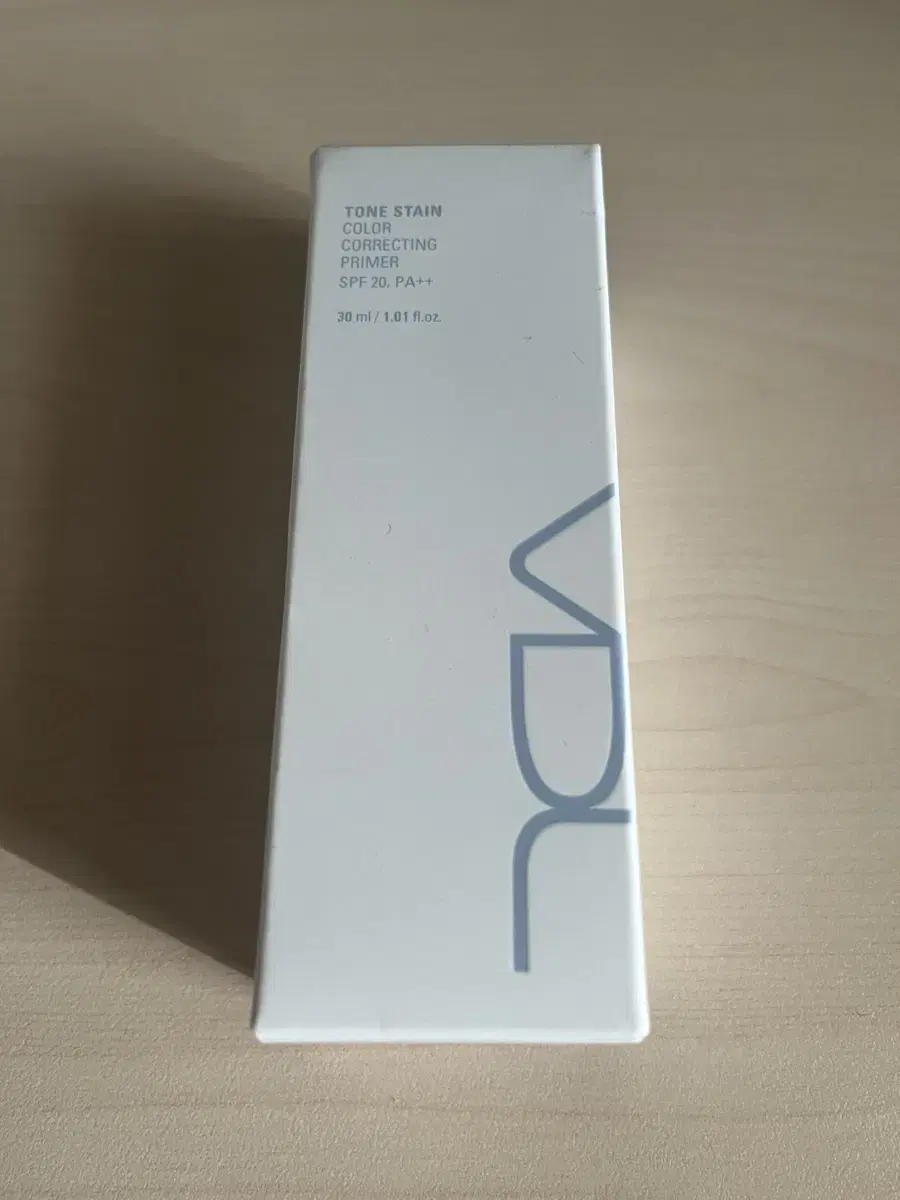 TONE STAIN
COLOR
CORRECTING
PRIMER
SPF 20, PA++
30 ml / 1.01 fl.oz.
VDL